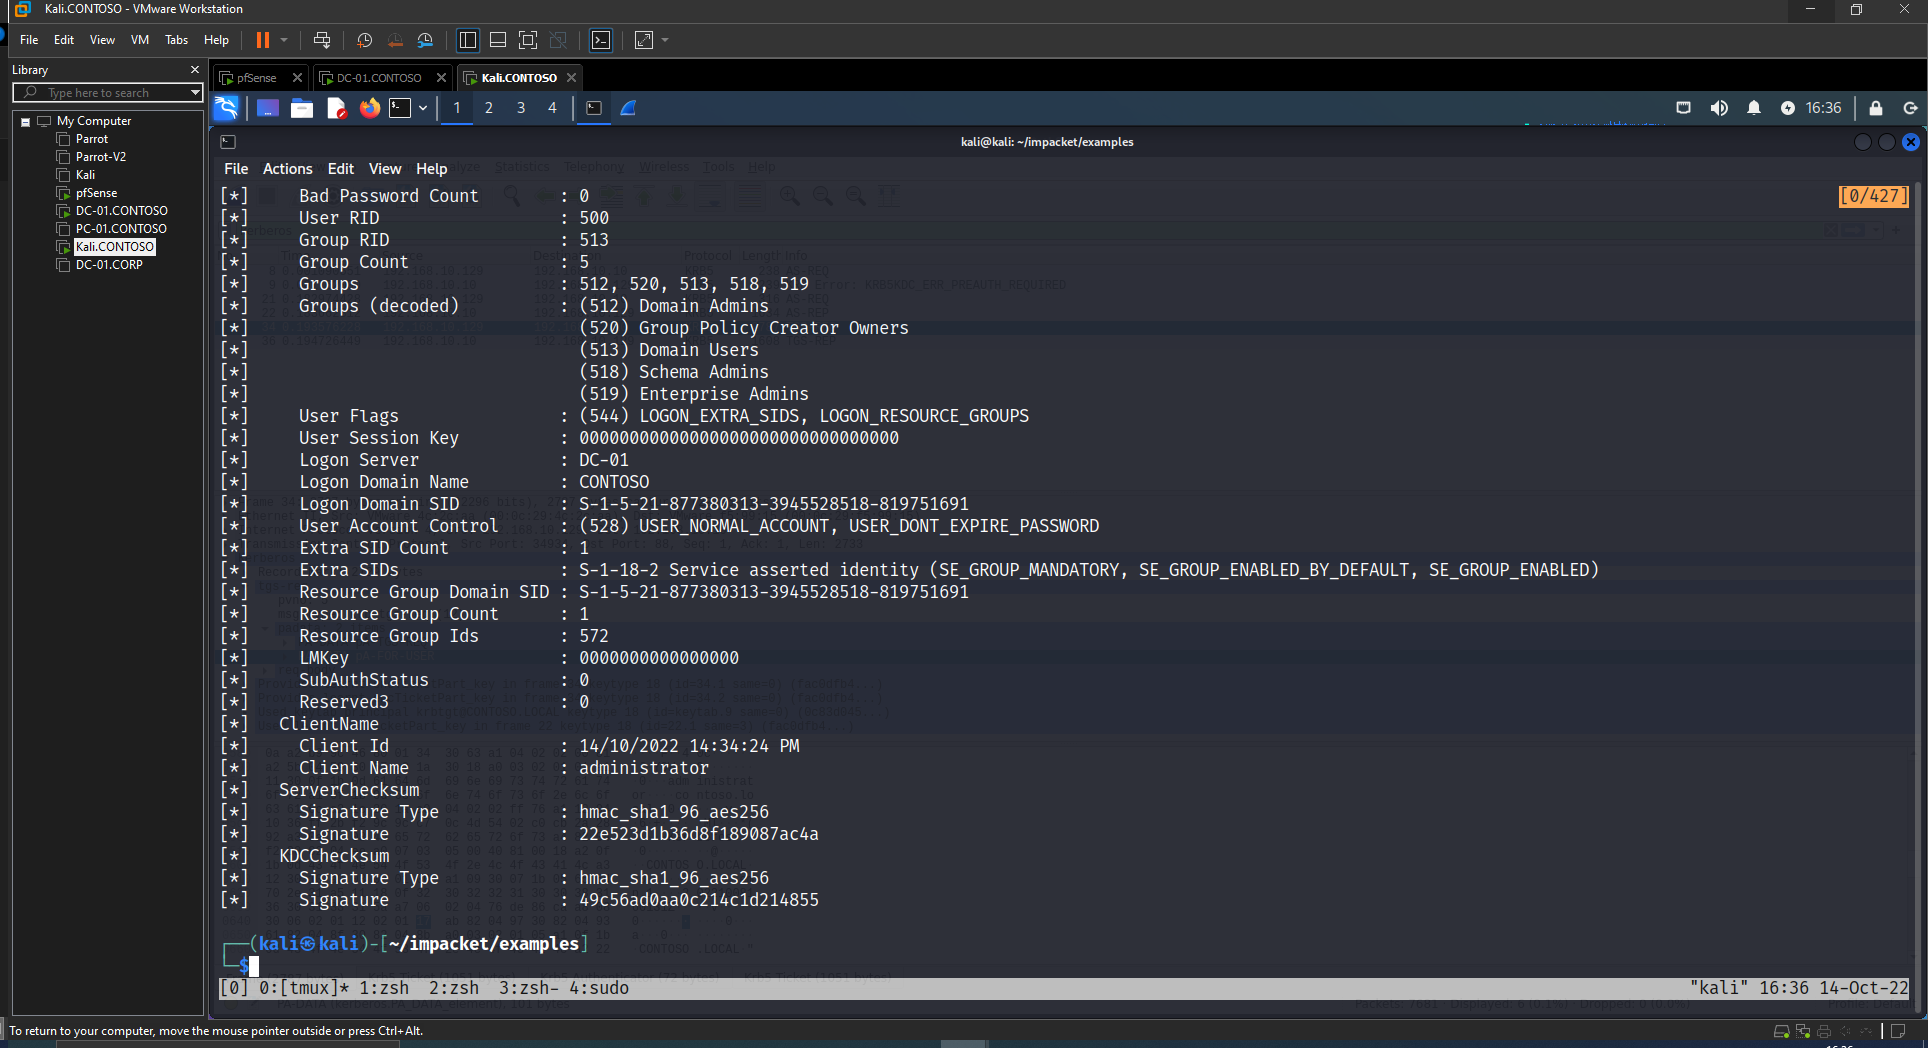 Kali.CONTOSO - VMware Workstation
File Edit View VM Tabs Help
Library
Type here to search
My Computer
Parrot
Parrot-V2
Kali
pfSense
DC-01.CONTOSO
PC-01.CONTOSO
Kali.CONTOSO
DC-01.CORP
pfSense DC-01.CONTOSO Kali.CONTOSO
1 2 3 4 16:36
kali@kali: ~/impacket/examples
File Actions Edit View Help
[*] Bad Password Count : 0 [0/427]
[*] User RID : 500
[*] Group RID : 513
[*] Group Count : 5
[*] Groups : 512, 520, 513, 518, 519
[*] Groups (decoded) : (512) Domain Admins
[*] (520) Group Policy Creator Owners
[*] (513) Domain Users
[*] (518) Schema Admins
[*] (519) Enterprise Admins
[*] User Flags : (544) LOGON_EXTRA_SIDS, LOGON_RESOURCE_GROUPS
[*] User Session Key : 00000000000000000000000000000000
[*] Logon Server : DC-01
[*] Logon Domain Name : CONTOSO
[*] Logon Domain SID : S-1-5-21-877380313-3945528518-819751691
[*] User Account Control : (528) USER_NORMAL_ACCOUNT, USER_DONT_EXPIRE_PASSWORD
[*] Extra SID Count : 1
[*] Extra SIDs : S-1-18-2 Service asserted identity (SE_GROUP_MANDATORY, SE_GROUP_ENABLED_BY_DEFAULT, SE_GROUP_ENABLED)
[*] Resource Group Domain SID : S-1-5-21-877380313-3945528518-819751691
[*] Resource Group Count : 1
[*] Resource Group Ids : 572
[*] LMKey : 0000000000000000
[*] SubAuthStatus : 0
[*] Reserved3 : 0
[*] ClientName
[*] Client Id : 14/10/2022 14:34:24 PM
[*] Client Name : administrator
[*] ServerChecksum
[*] Signature Type : hmac_sha1_96_aes256
[*] Signature : 22e523d1b36d8f189087ac4a
[*] KDCChecksum
[*] Signature Type : hmac_sha1_96_aes256
[*] Signature : 49c56ad0aa0c214c1d214855
┌──(kali㉿kali)-[~/impacket/examples]
└─$
[0] 0:[tmux]* 1:zsh 2:zsh 3:zsh- 4:sudo "kali" 16:36 14-Oct-22
To return to your computer, move the mouse pointer outside or press Ctrl+Alt.